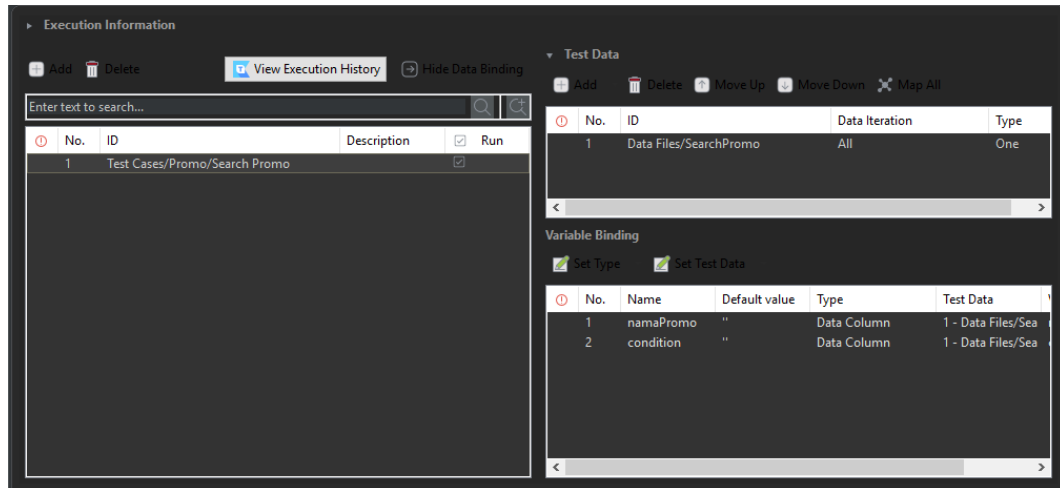 Execution Information
Add Delete View Execution History Hide Data Binding
Enter text to search...
No. ID Description Run
1 Test Cases/Promo/Search Promo
Test Data
Add Delete Move Up Move Down Map All
No. ID Data Iteration Type
1 Data Files/SearchPromo All One
Variable Binding
Set Type Set Test Data
No. Name Default value Type Test Data
1 namaPromo '' Data Column 1 - Data Files/Sea
2 condition '' Data Column 1 - Data Files/Sea